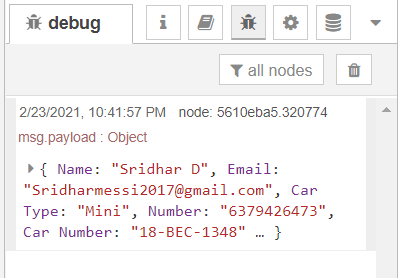 debug
all nodes
2/23/2021, 10:41:57 PM node: 5610eba5.320774
msg.payload : Object
{ Name: "Sridhar D", Email:
"Sridharmessi2017@gmail.com", Car
Type: "Mini", Number: "6379426473",
Car Number: "18-BEC-1348" … }